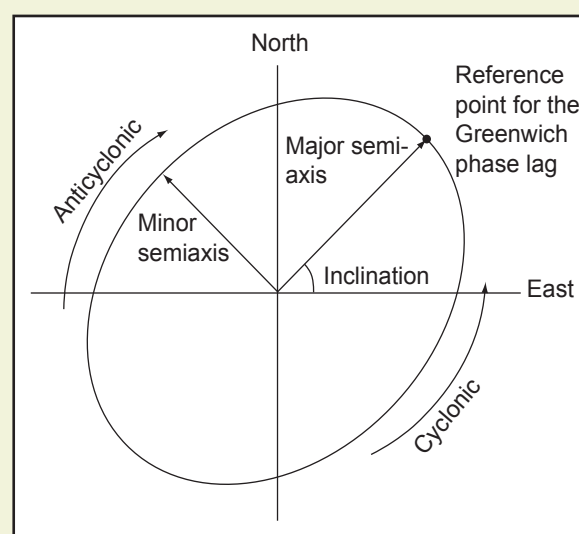 North
Reference
point for the
Greenwich
phase lag
Major semi-
axis
Anticyclonic
Minor
semiaxis
Inclination
East
Cyclonic